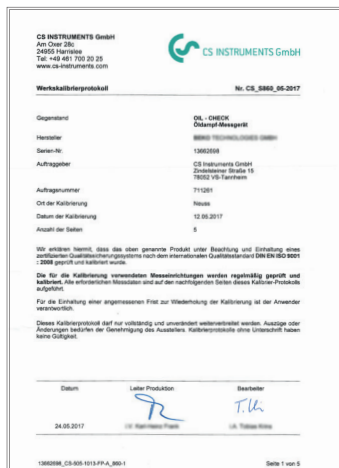 CS INSTRUMENTS GmbH
Am Oxer 28c
24955 Harrislee
Tel: +49 461 700 20 25
www.cs-instruments.com
CS INSTRUMENTS GmbH
Werkskalibrierprotokoll Nr. CS_5860_05-2017
Gegenstand OIL - CHECK
Öldampf-Messgerät
Hersteller
Serien-Nr. 13662698
Auftraggeber CS Instruments GmbH
Zindelsteiner Straße 15
78052 VS-Tannheim
Auftragsnummer 711261
Ort der Kalibrierung Neuss
Datum der Kalibrierung 12.05.2017
Anzahl der Seiten 5
Wir erklären hiermit, dass das oben genannte Produkt unter Beachtung und Einhaltung eines
zertifizierten Qualitätssicherungssystems nach dem internationalen Qualitätsstandard DIN EN ISO 9001
: 2008 geprüft und kalibriert wurde.
Die für die Kalibrierung verwendeten Messeinrichtungen werden regelmäßig geprüft und
kalibriert. Alle erforderlichen Messdaten sind auf den nachfolgenden Seiten dieses Kalibrier-Protokolls
aufgeführt.
Für die Einhaltung einer angemessenen Frist zur Wiederholung der Kalibrierung ist der Anwender
verantwortlich.
Dieses Kalibrierprotokoll darf nur vollständig und unverändert weiterverbreitet werden. Auszüge oder
Änderungen bedürfen der Genehmigung des Ausstellers. Kalibrierprotokolle ohne Unterschrift haben
keine Gültigkeit.
Datum Leiter Produktion Bearbeiter
24.05.2017
13662698_CS-505-1013-FP-A_860-1 Seite 1 von 5